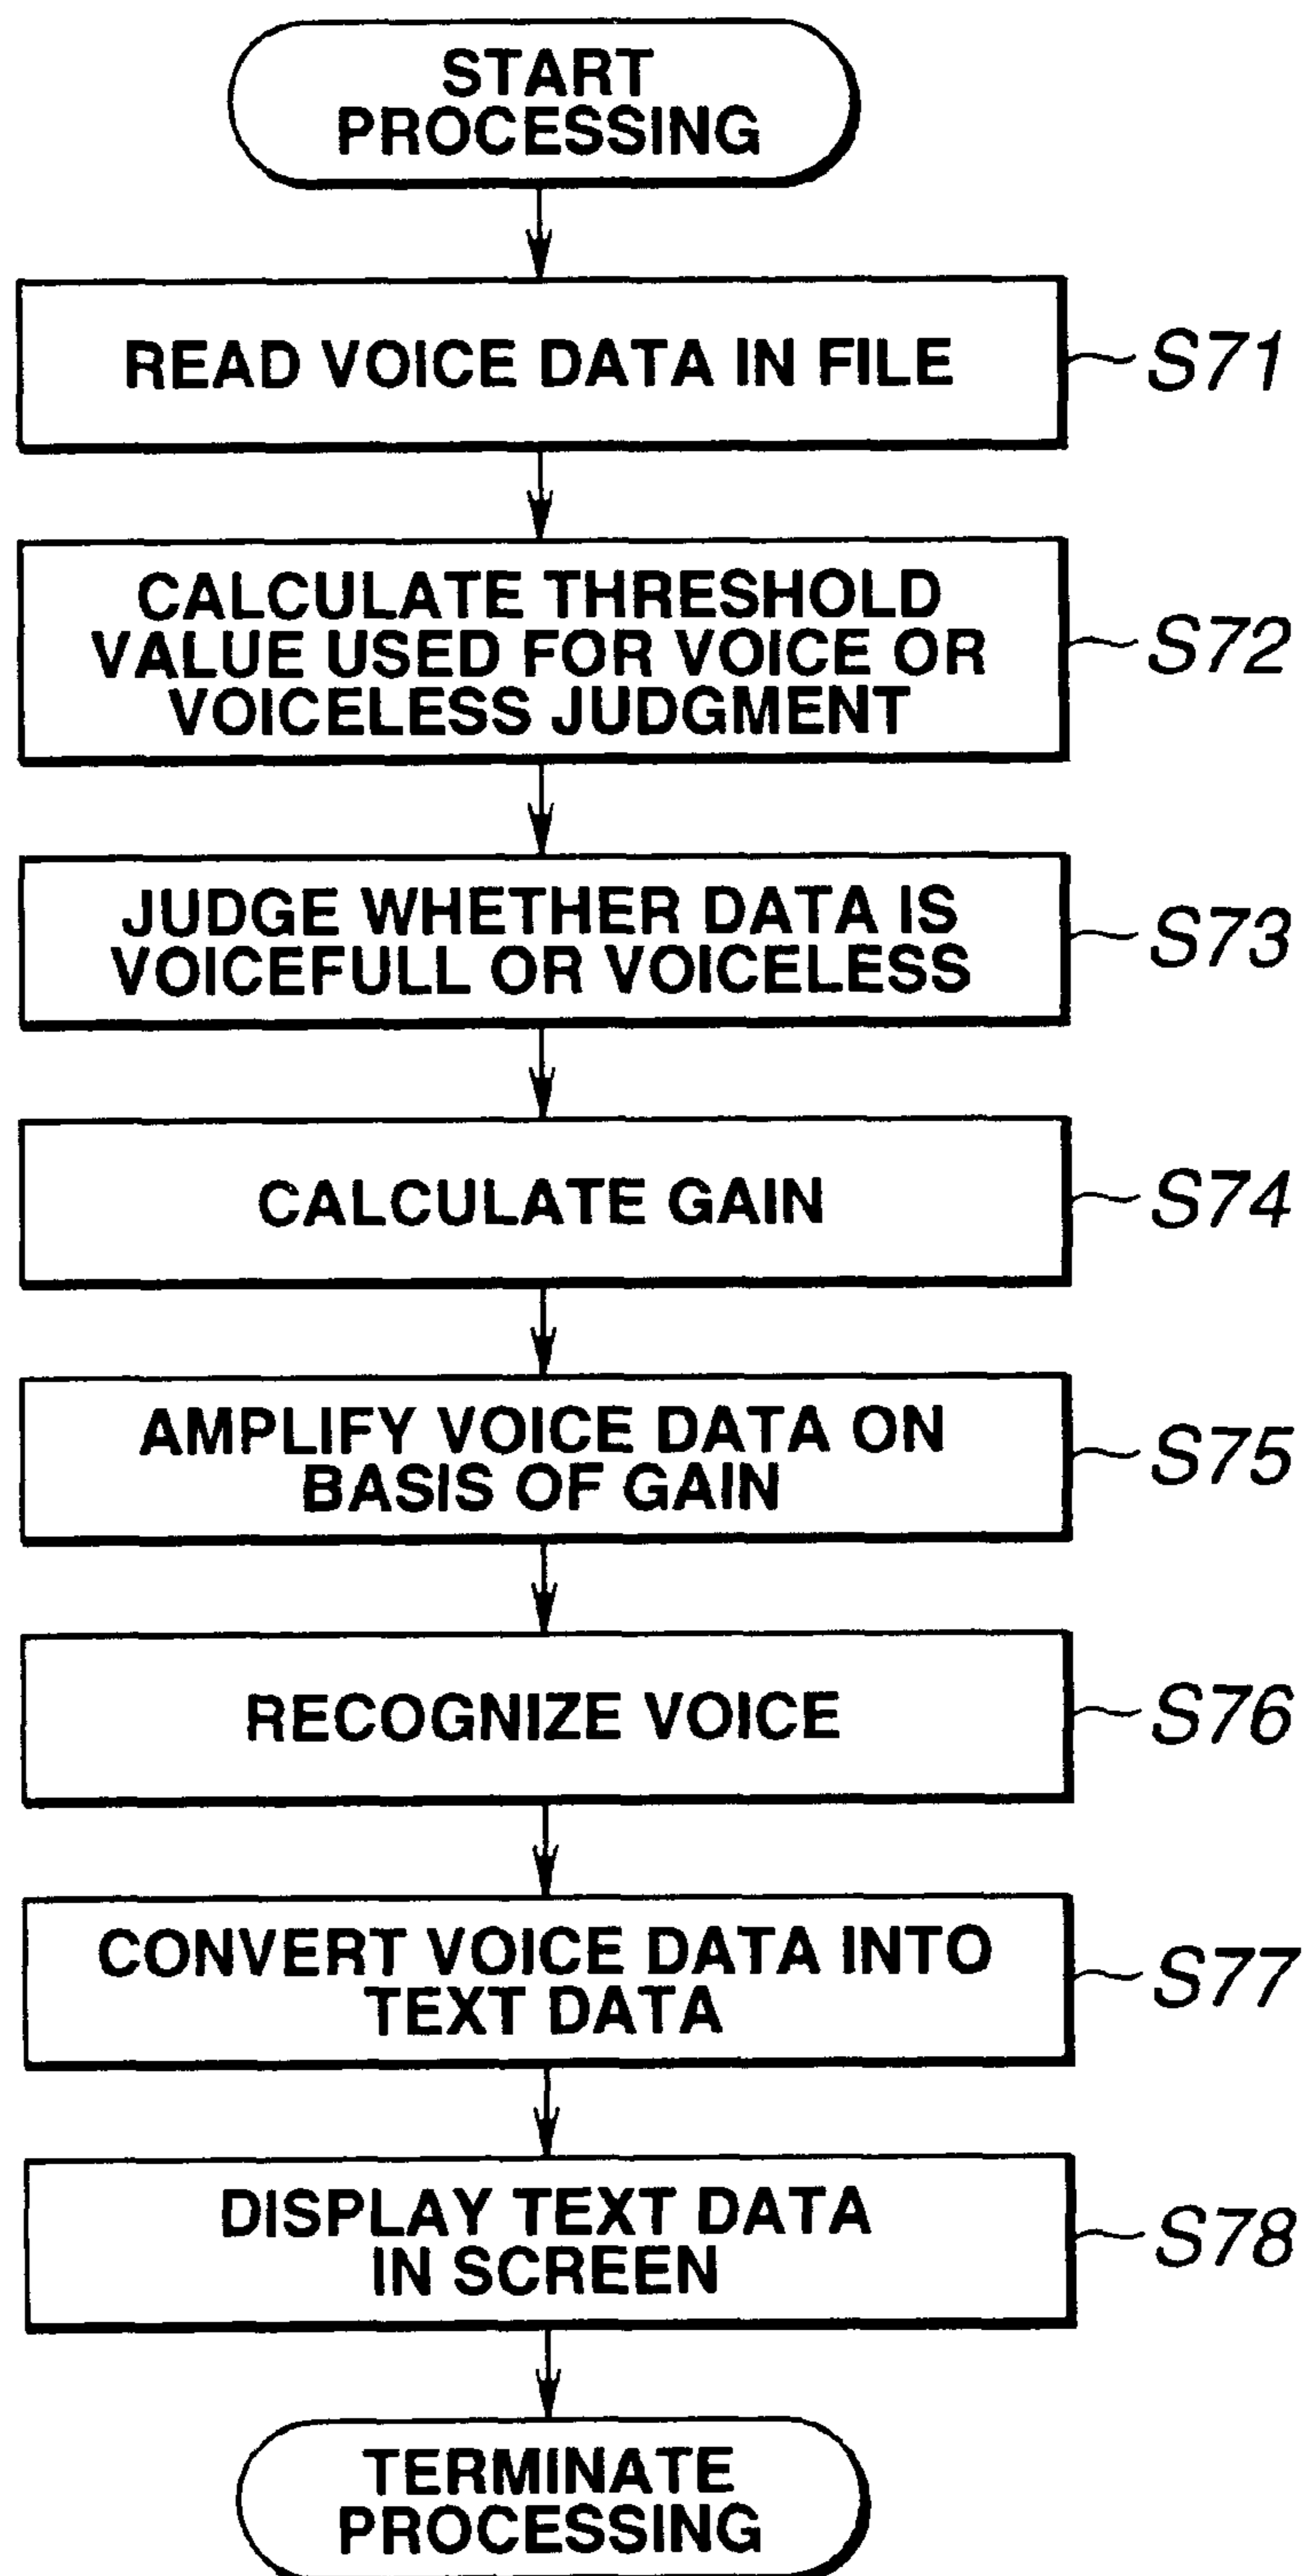 START
PROCESSING
READ VOICE DATA IN FILE
S71
CALCULATE THRESHOLD
VALUE USED FOR VOICE OR
VOICELESS JUDGMENT
S72
JUDGE WHETHER DATA IS
VOICEFULL OR VOICELESS
S73
CALCULATE GAIN
S74
AMPLIFY VOICE DATA ON
BASIS OF GAIN
S75
RECOGNIZE VOICE
S76
CONVERT VOICE DATA INTO
TEXT DATA
S77
DISPLAY TEXT DATA
IN SCREEN
S78
TERMINATE
PROCESSING